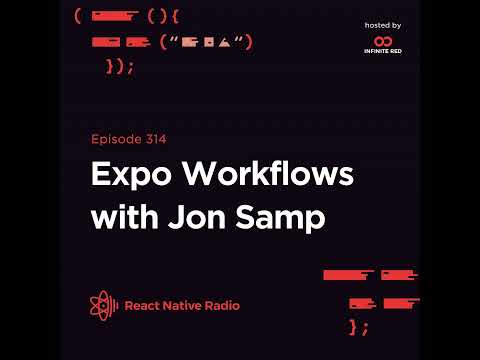 ( (){
("
")
});
hosted by
INFINITE RED
Episode 314
Expo Workflows
with Jon Samp
React Native Radio
};